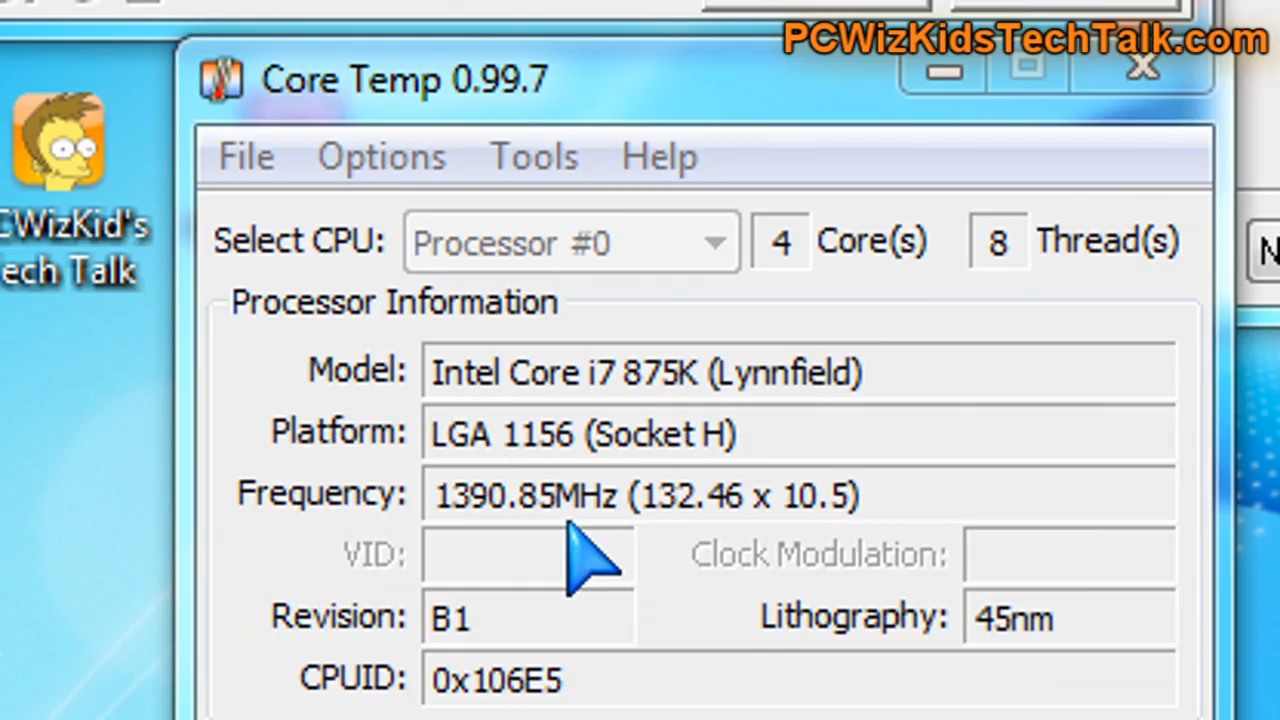 PCWizKidsTechTalk.com
Core Temp 0.99.7
File Options Tools Help
CWizKid's
ech Talk
Select CPU: Processor #0 4 Core(s) 8 Thread(s)
Processor Information
Model: Intel Core i7 875K (Lynnfield)
Platform: LGA 1156 (Socket H)
Frequency: 1390.85MHz (132.46 x 10.5)
VID: Clock Modulation:
Revision: B1 Lithography: 45nm
CPUID: 0x106E5